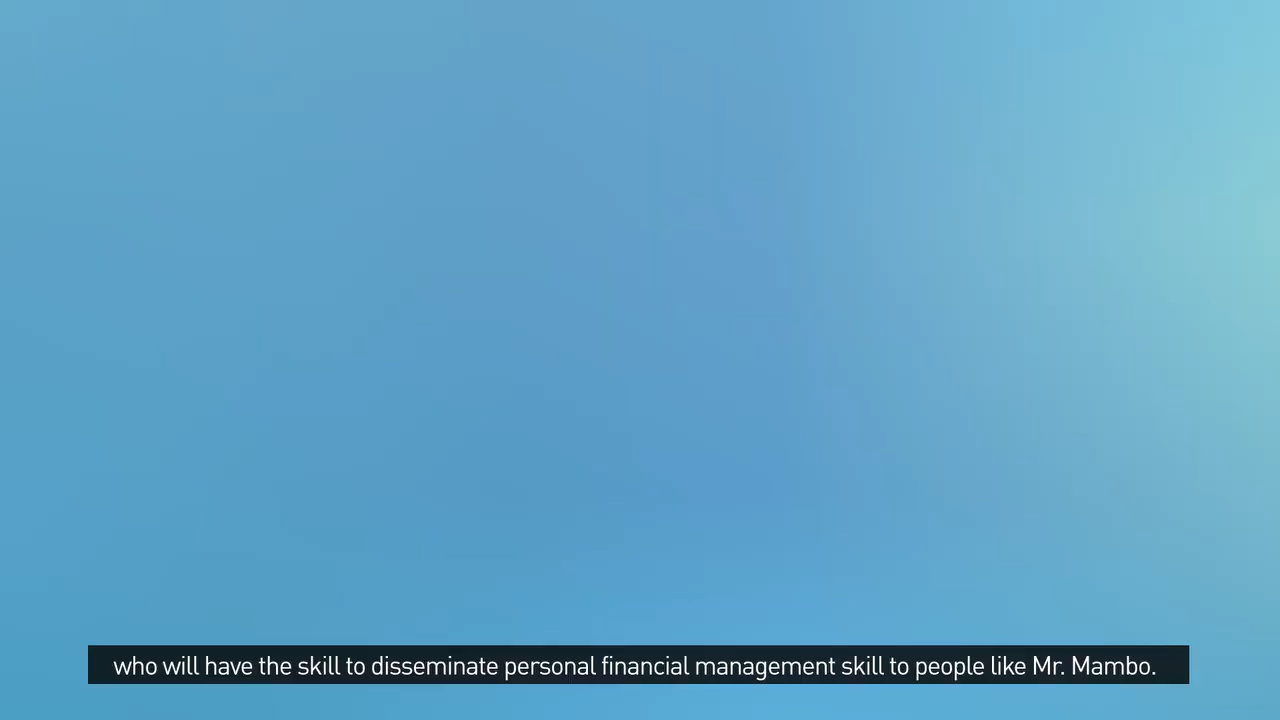 who will have the skill to disseminate personal financial management skill to people like Mr. Mambo.